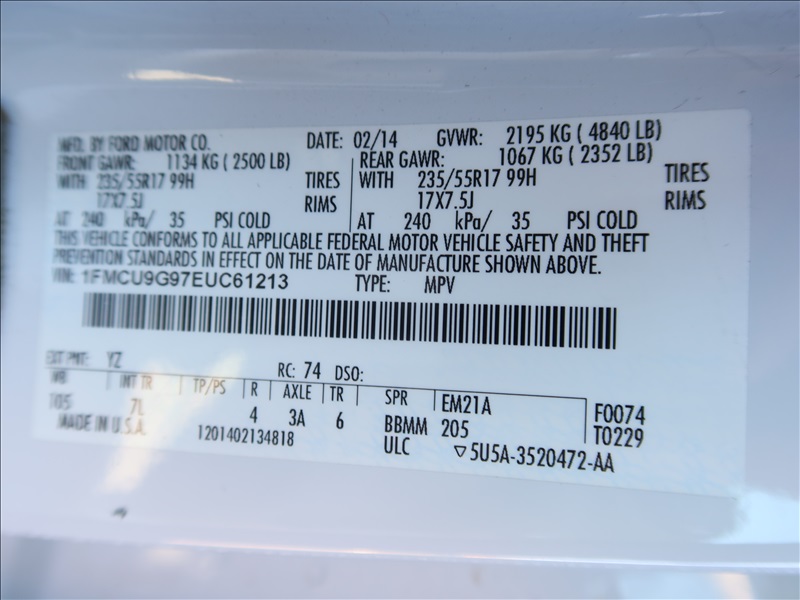 MFD. BY FORD MOTOR CO. DATE: 02/14 GVWR: 2195 KG ( 4840 LB)
FRONT GAWR: 1134 KG ( 2500 LB) REAR GAWR: 1067 KG ( 2352 LB)
WITH 235/55R17 99H TIRES WITH 235/55R17 99H TIRES
17X7.5J RIMS 17X7.5J RIMS
AT 240 kPa/ 35 PSI COLD AT 240 kPa/ 35 PSI COLD
THIS VEHICLE CONFORMS TO ALL APPLICABLE FEDERAL MOTOR VEHICLE SAFETY AND THEFT
PREVENTION STANDARDS IN EFFECT ON THE DATE OF MANUFACTURE SHOWN ABOVE.
VIN: 1FMCU9G97EUC61213 TYPE: MPV
EXT PNT: YZ RC: 74 DSO:
WB INT TR TP/PS R AXLE TR SPR EM21A F0074
105 7L 4 3A 6 BBMM 205 T0229
MADE IN U.S.A. 1201402134818 ULC ▽5U5A-3520472-AA